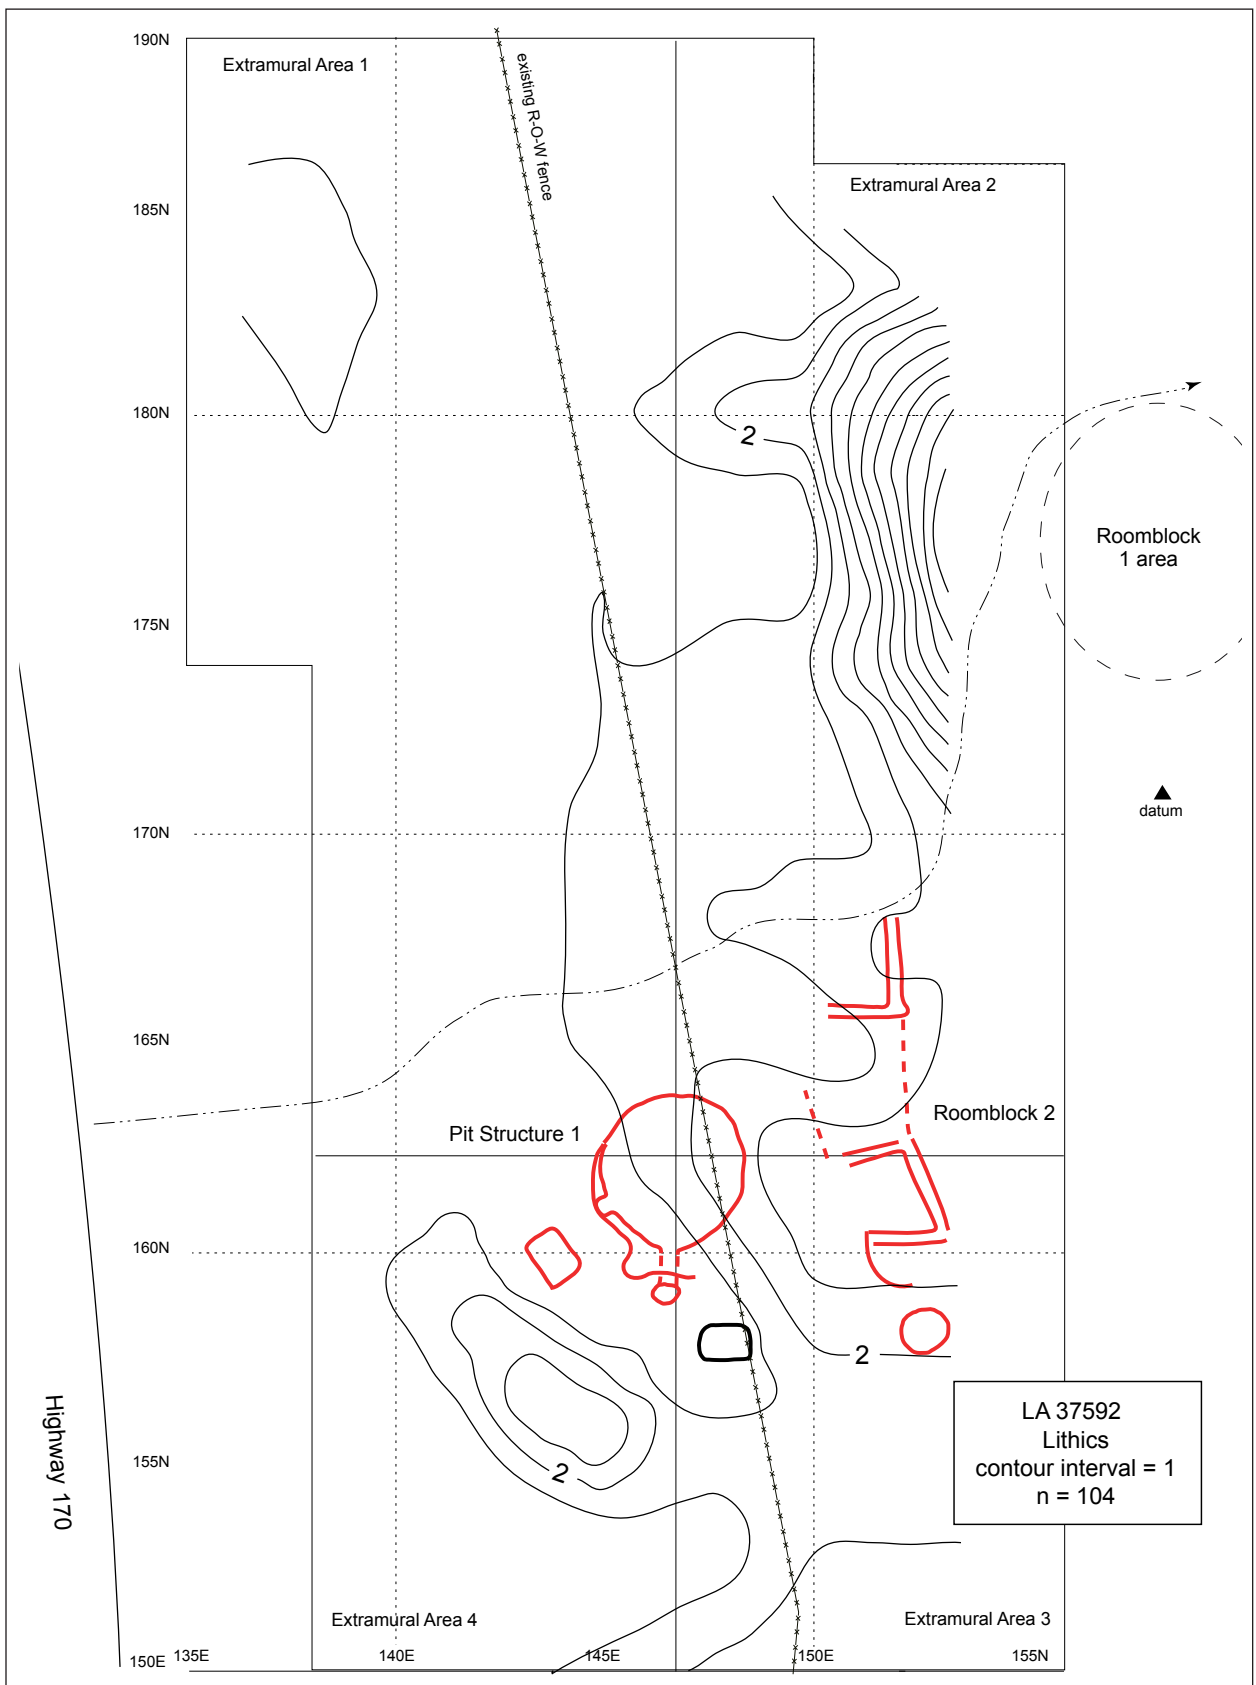 190N
Extramural Area 1
existing R-O-W fence
Extramural Area 2
185N
180N
2
Roomblock
1 area
175N
datum
170N
165N
Roomblock 2
Pit Structure 1
160N
2
LA 37592
Lithics
contour interval = 1
n = 104
Highway 170
155N
2
Extramural Area 4
Extramural Area 3
150E
135E
140E
145E
150E
155N